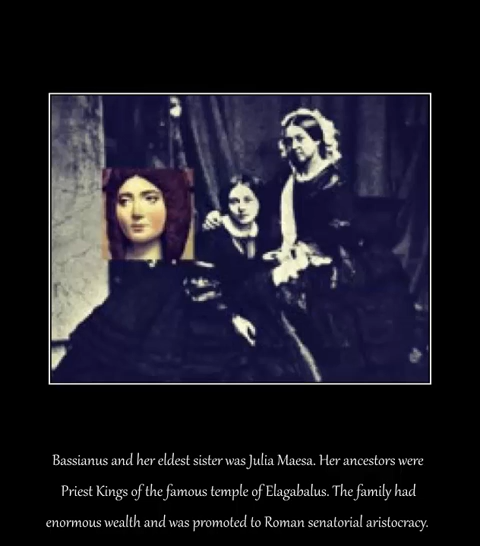 Bassianus and her eldest sister was Julia Maesa. Her ancestors were
Priest Kings of the famous temple of Elagabalus. The family had
enormous wealth and was promoted to Roman senatorial aristocracy.